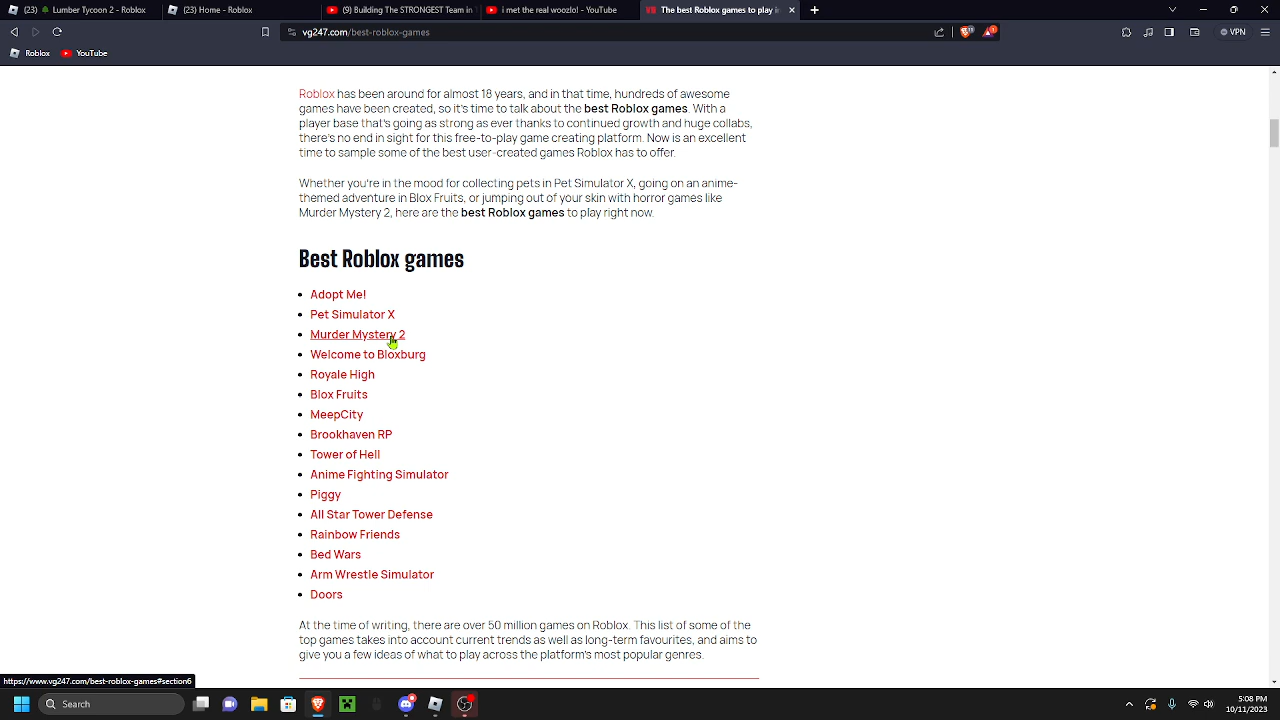 (23) 🌲 Lumber Tycoon 2 - Roblox
(23) Home - Roblox
(9) Building The STRONGEST Team in
i met the real woozlo! - YouTube
The best Roblox games to play i
vg247.com/best-roblox-games
VPN
Roblox
YouTube
Roblox has been around for almost 18 years, and in that time, hundreds of awesome
games have been created, so it's time to talk about the best Roblox games. With a
player base that's going as strong as ever thanks to continued growth and huge collabs,
there's no end in sight for this free-to-play game creating platform. Now is an excellent
time to sample some of the best user-created games Roblox has to offer.
Whether you're in the mood for collecting pets in Pet Simulator X, going on an anime-
themed adventure in Blox Fruits, or jumping out of your skin with horror games like
Murder Mystery 2, here are the best Roblox games to play right now.
Best Roblox games
• Adopt Me!
• Pet Simulator X
• Murder Mystery 2
• Welcome to Bloxburg
• Royale High
• Blox Fruits
• MeepCity
• Brookhaven RP
• Tower of Hell
• Anime Fighting Simulator
• Piggy
• All Star Tower Defense
• Rainbow Friends
• Bed Wars
• Arm Wrestle Simulator
• Doors
At the time of writing, there are over 50 million games on Roblox. This list of some of the
top games takes into account current trends as well as long-term favourites, and aims to
give you a few ideas of what to play across the platform's most popular genres.
https://www.vg247.com/best-roblox-games#section6
Search
5:08 PM
10/11/2023